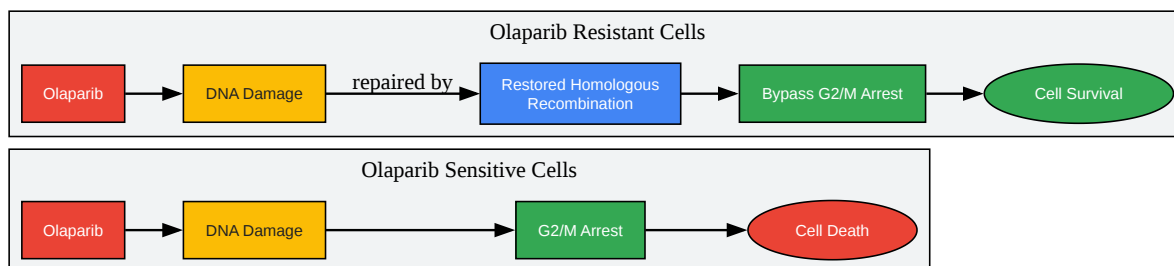 Olaparib Resistant Cells
Olaparib
DNA Damage
repaired by
Restored Homologous
Recombination
Bypass G2/M Arrest
Cell Survival
Olaparib Sensitive Cells
Olaparib
DNA Damage
G2/M Arrest
Cell Death